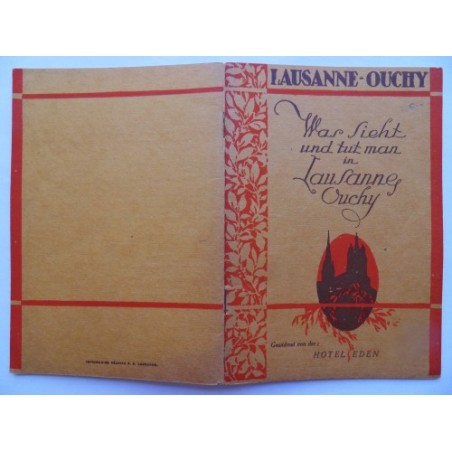 LAUSANNE-OUCHY
Was sieht
und tut man
in
Lausanne
Ouchy
HOTEL EDEN